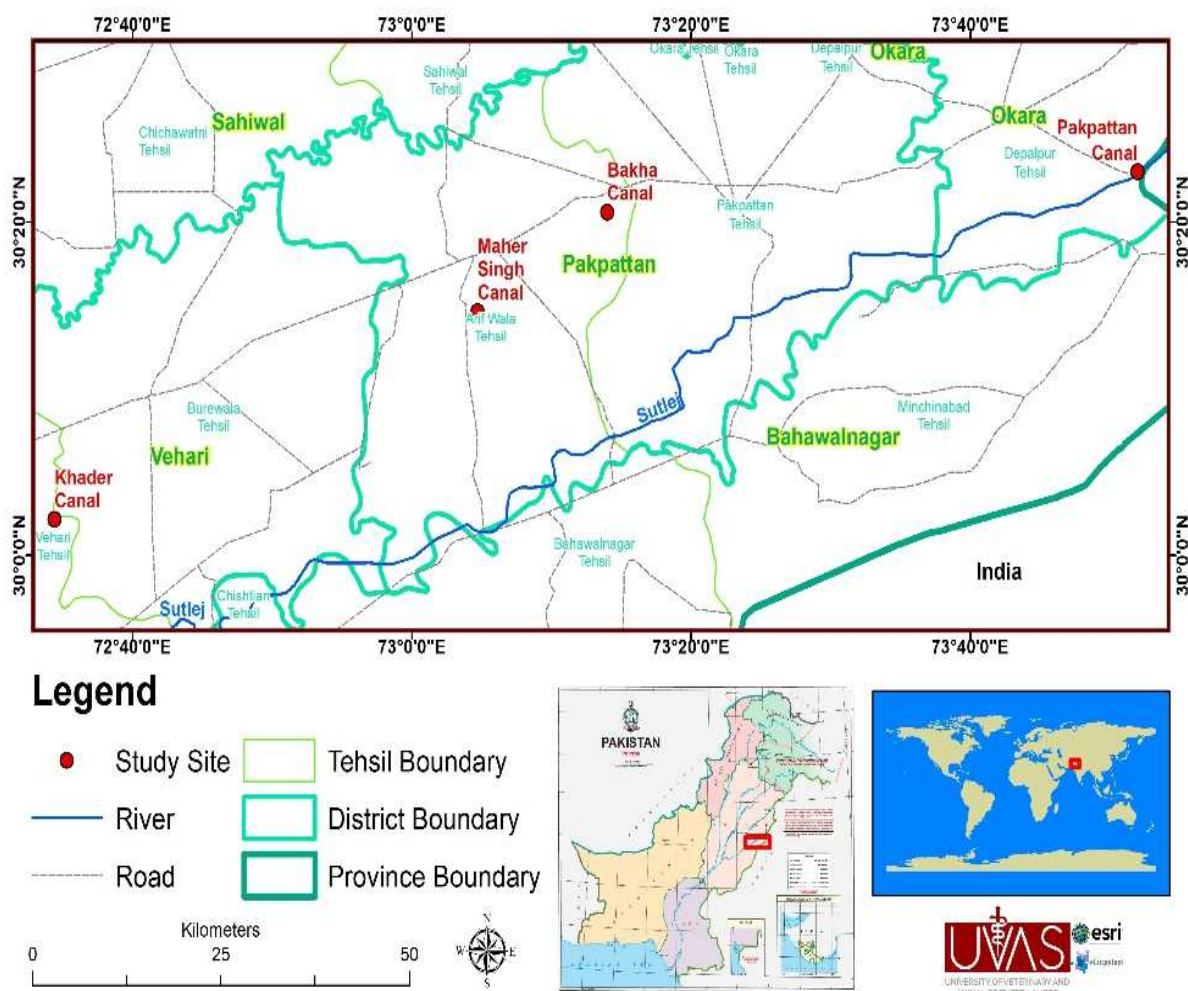 72°40'0"E
73°0'0"E
73°20'0"E
73°40'0"E
Okara Tehsil
Okara
Tehsil
Depalpur
Tehsil
Okara
Sahiwal
Tehsil
Sahiwal
Chichawatni
Tehsil
Okara
Pakpattan
Canal
Depalpur
Tehsil
Bakha
Canal
Pakpattan
Tehsil
30°20'0"N
30°20'0"N
Maher
Singh
Canal
Pakpattan
Arif Wala
Tehsil
Sutlej
Burewala
Tehsil
Minchinabad
Tehsil
Vehari
Bahawalnagar
Khader
Canal
Vehari
Tehsil
Bahawalnagar
Tehsil
30°0'0"N
30°0'0"N
India
Chishtian
Tehsil
Sutlej
72°40'0"E
73°0'0"E
73°20'0"E
73°40'0"E
Legend
Study Site
Tehsil Boundary
River
District Boundary
Road
Province Boundary
Kilometers
0 25 50
N
W E
S
PAKISTAN
UVAS
UNIVERSITY OF VETERINARY AND
esri